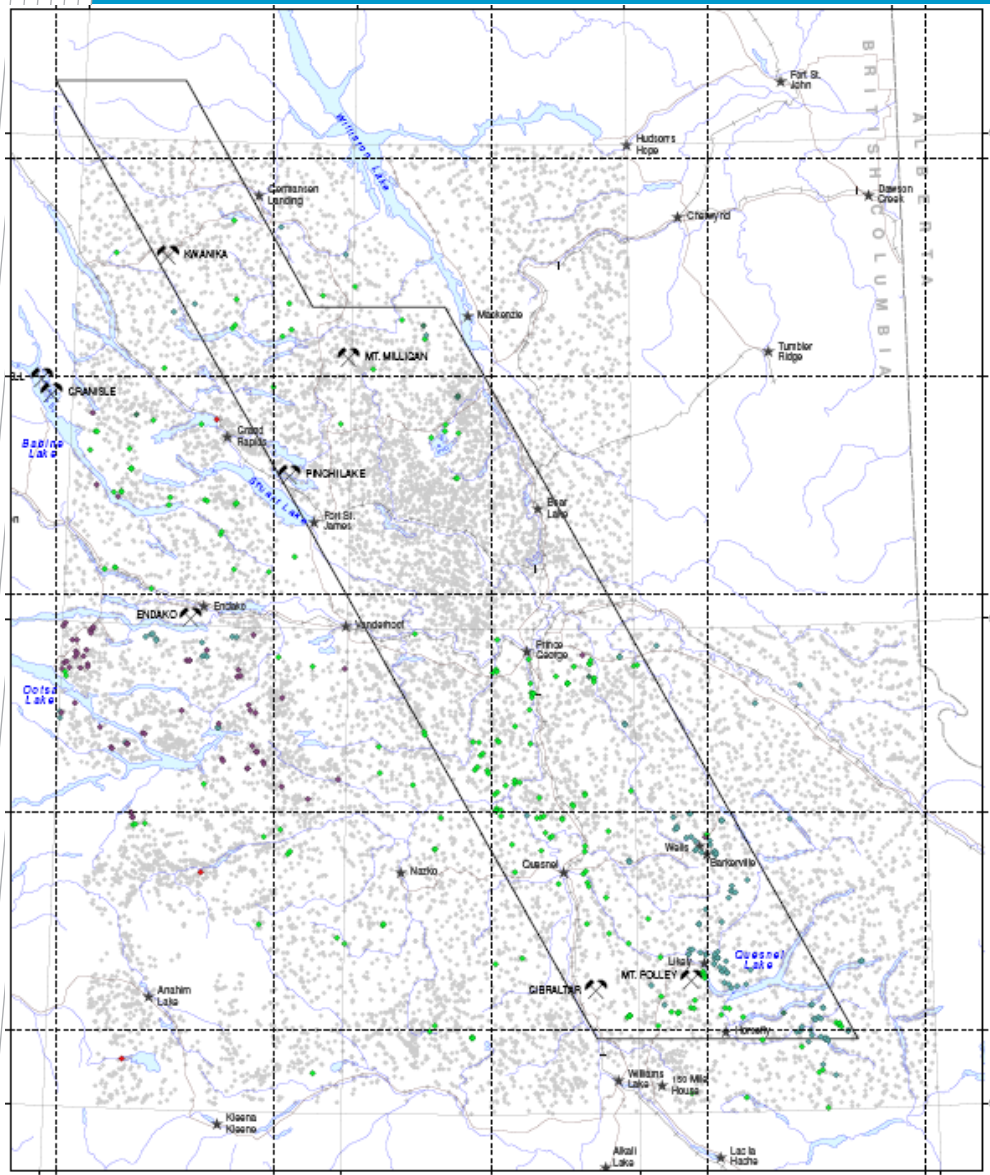 Fort St.
John
BRITISH COLUMBIA
ALBERTA
Williston Lake
Hudson's
Hope
Germansen
Landing
Dawson
Creek
Chetwynd
KWANIKA
Mackenzie
MT. MILLIGAN
Tumbler
Ridge
GRANISLE
Babine
Lake
Grand
Rapids
PINCHI LAKE
Stuart Lake
Bear
Lake
Fort St.
James
ENDAKO
Endako
Vanderhoof
Prince
George
Ootsa
Lake
Wells
Barkerville
Quesnel
Nazko
Likely
Quesnel
Lake
MT. POLLEY
GIBRALTAR
Anahim
Lake
Horsefly
Williams
Lake
150 Mile
House
Kleena
Kleene
Alkali
Lake
Lac la
Hache